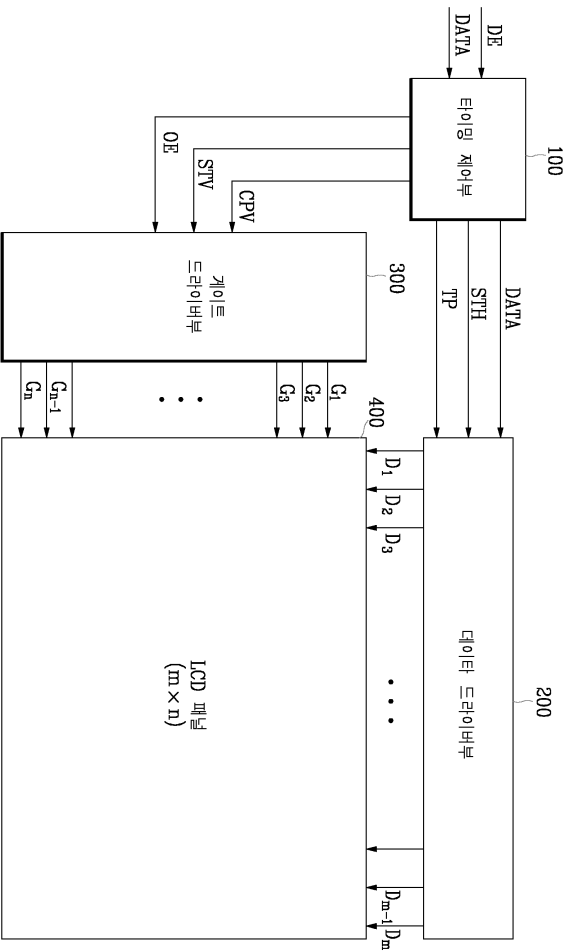 DE
DATA
타이밍 제어부
100
DATA
STH
TP
CPV
STV
OE
게이트
드라이버부
300
데이타 드라이버부
200
D1
D2
D3
• • •
Dm-1
Dm
G1
G2
G3
• • •
Gn-1
Gn
400
LCD 패널
(m×n)